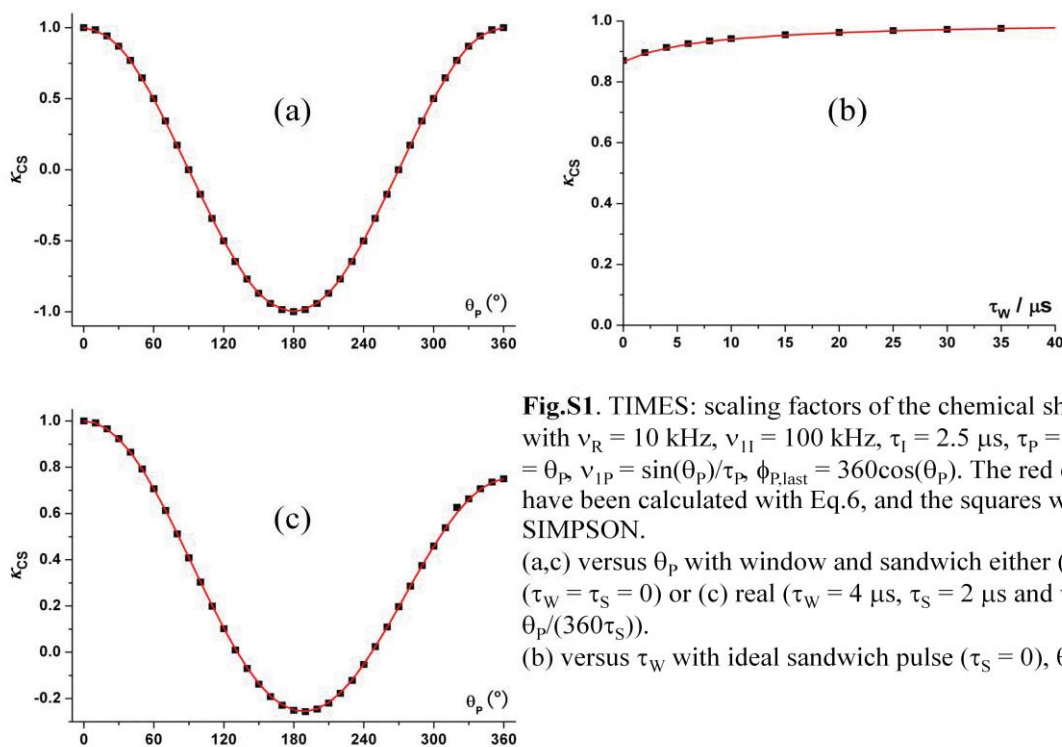 1.0
0.5
0.0
-0.5
-1.0
κCS
(a)
θP (°)
0 60 120 180 240 300 360
1.0
0.8
0.6
0.4
0.2
0.0
κCS
(b)
τW / μs
0 5 10 15 20 25 30 35 40
1.0
0.8
0.6
0.4
0.2
0.0
-0.2
κCS
(c)
θP (°)
0 60 120 180 240 300 360
Fig.S1. TIMES: scaling factors of the chemical sh
with νR = 10 kHz, ν1I = 100 kHz, τI = 2.5 μs, τP =
= θP, ν1P = sin(θP)/τP, ϕP,last = 360cos(θP). The red
have been calculated with Eq.6, and the squares w
SIMPSON.
(a,c) versus θP with window and sandwich either (
(τW = τS = 0) or (c) real (τW = 4 μs, τS = 2 μs and
θP/(360τS)).
(b) versus τW with ideal sandwich pulse (τS = 0),